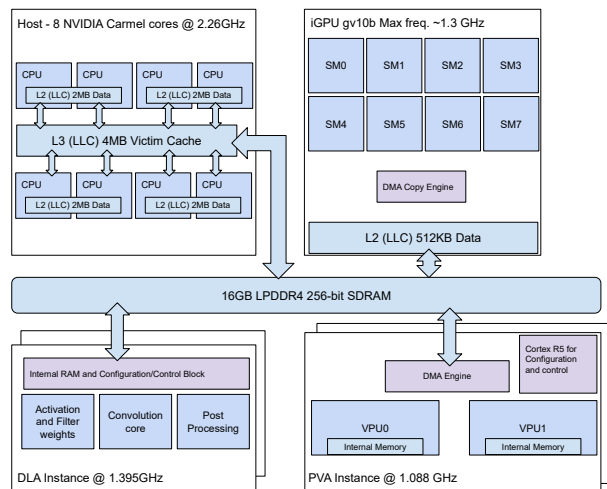 Host - 8 NVIDIA Carmel cores @ 2.26GHz
CPU CPU CPU CPU
L2 (LLC) 2MB Data L2 (LLC) 2MB Data
L3 (LLC) 4MB Victim Cache
CPU CPU CPU CPU
L2 (LLC) 2MB Data L2 (LLC) 2MB Data
iGPU gv10b Max freq. ~1.3 GHz
SM0 SM1 SM2 SM3
SM4 SM5 SM6 SM7
DMA Copy Engine
L2 (LLC) 512KB Data
16GB LPDDR4 256-bit SDRAM
Internal RAM and Configuration/Control Block
Activation
and Filter
weights
Convolution
core
Post
Processing
DLA Instance @ 1.395GHz
Cortex R5 for
Configuration
and control
DMA Engine
VPU0 VPU1
Internal Memory Internal Memory
PVA Instance @ 1.088 GHz